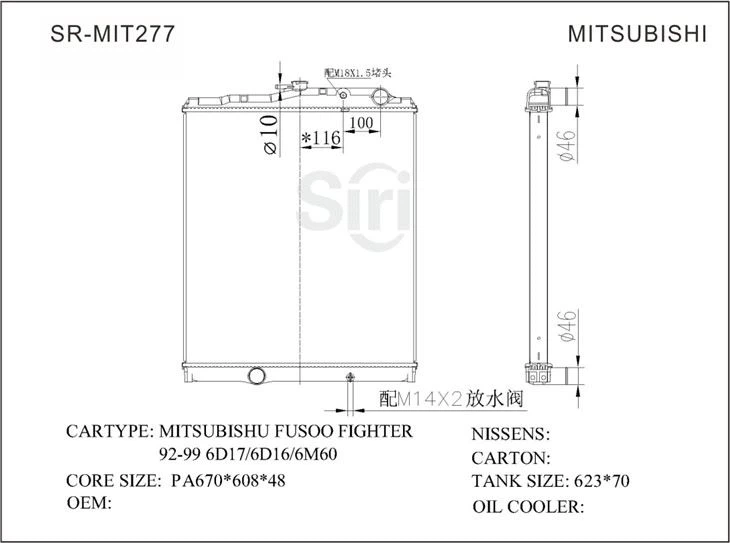 SR-MIT277
MITSUBISHI
配M18X1.5堵头
ø10
*116
100
ø46
Siri
ø46
配M14X2放水阀
CARTYPE: MITSUBISHU FUSOO FIGHTER
92-99 6D17/6D16/6M60
CORE SIZE: PA670*608*48
OEM:
NISSENS:
CARTON:
TANK SIZE: 623*70
OIL COOLER: